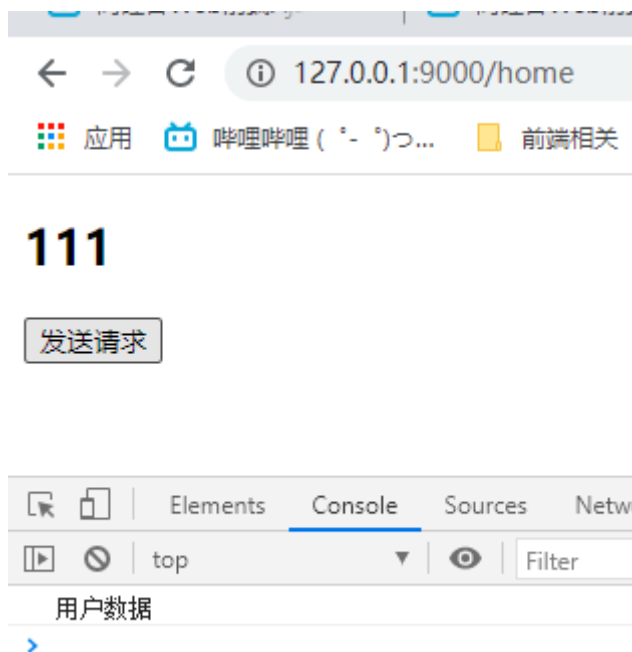 127.0.0.1:9000/home
应用 哔哩哔哩 ( ゜- ゜)つ... 前端相关
111
发送请求
Elements Console Sources Netw
top Filter
用户数据